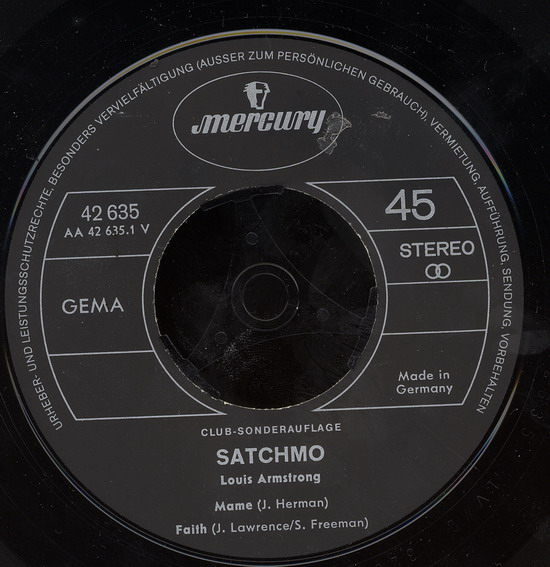 URHEBER- UND LEISTUNGSSCHUTZRECHTE, BESONDERS VERVIELFÄLTIGUNG (AUSSER ZUM PERSÖNLICHEN GEBRAUCH), VERMIETUNG, AUFFÜHRUNG, SENDUNG, VORBEHALTEN
mercury
42 635
AA 42 635.1 V
45
STEREO
GEMA
Made in
Germany
CLUB-SONDERAUFLAGE
SATCHMO
Louis Armstrong
Mame (J. Herman)
Faith (J. Lawrence/S. Freeman)